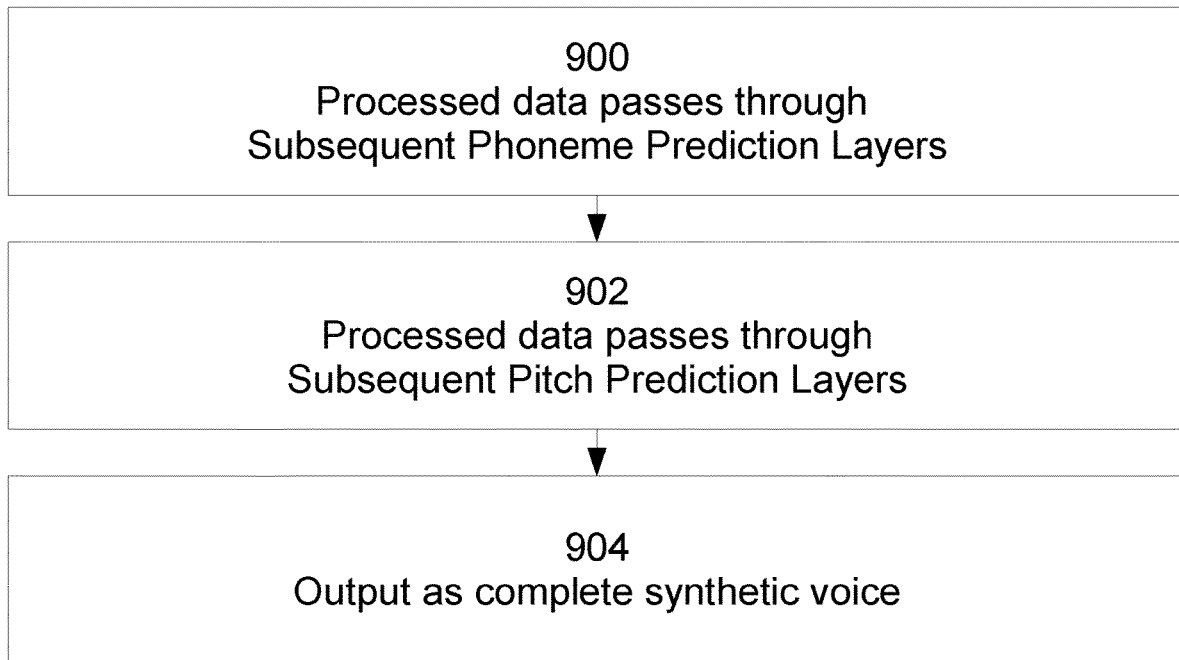 900
Processed data passes through
Subsequent Phoneme Prediction Layers
902
Processed data passes through
Subsequent Pitch Prediction Layers
904
Output as complete synthetic voice